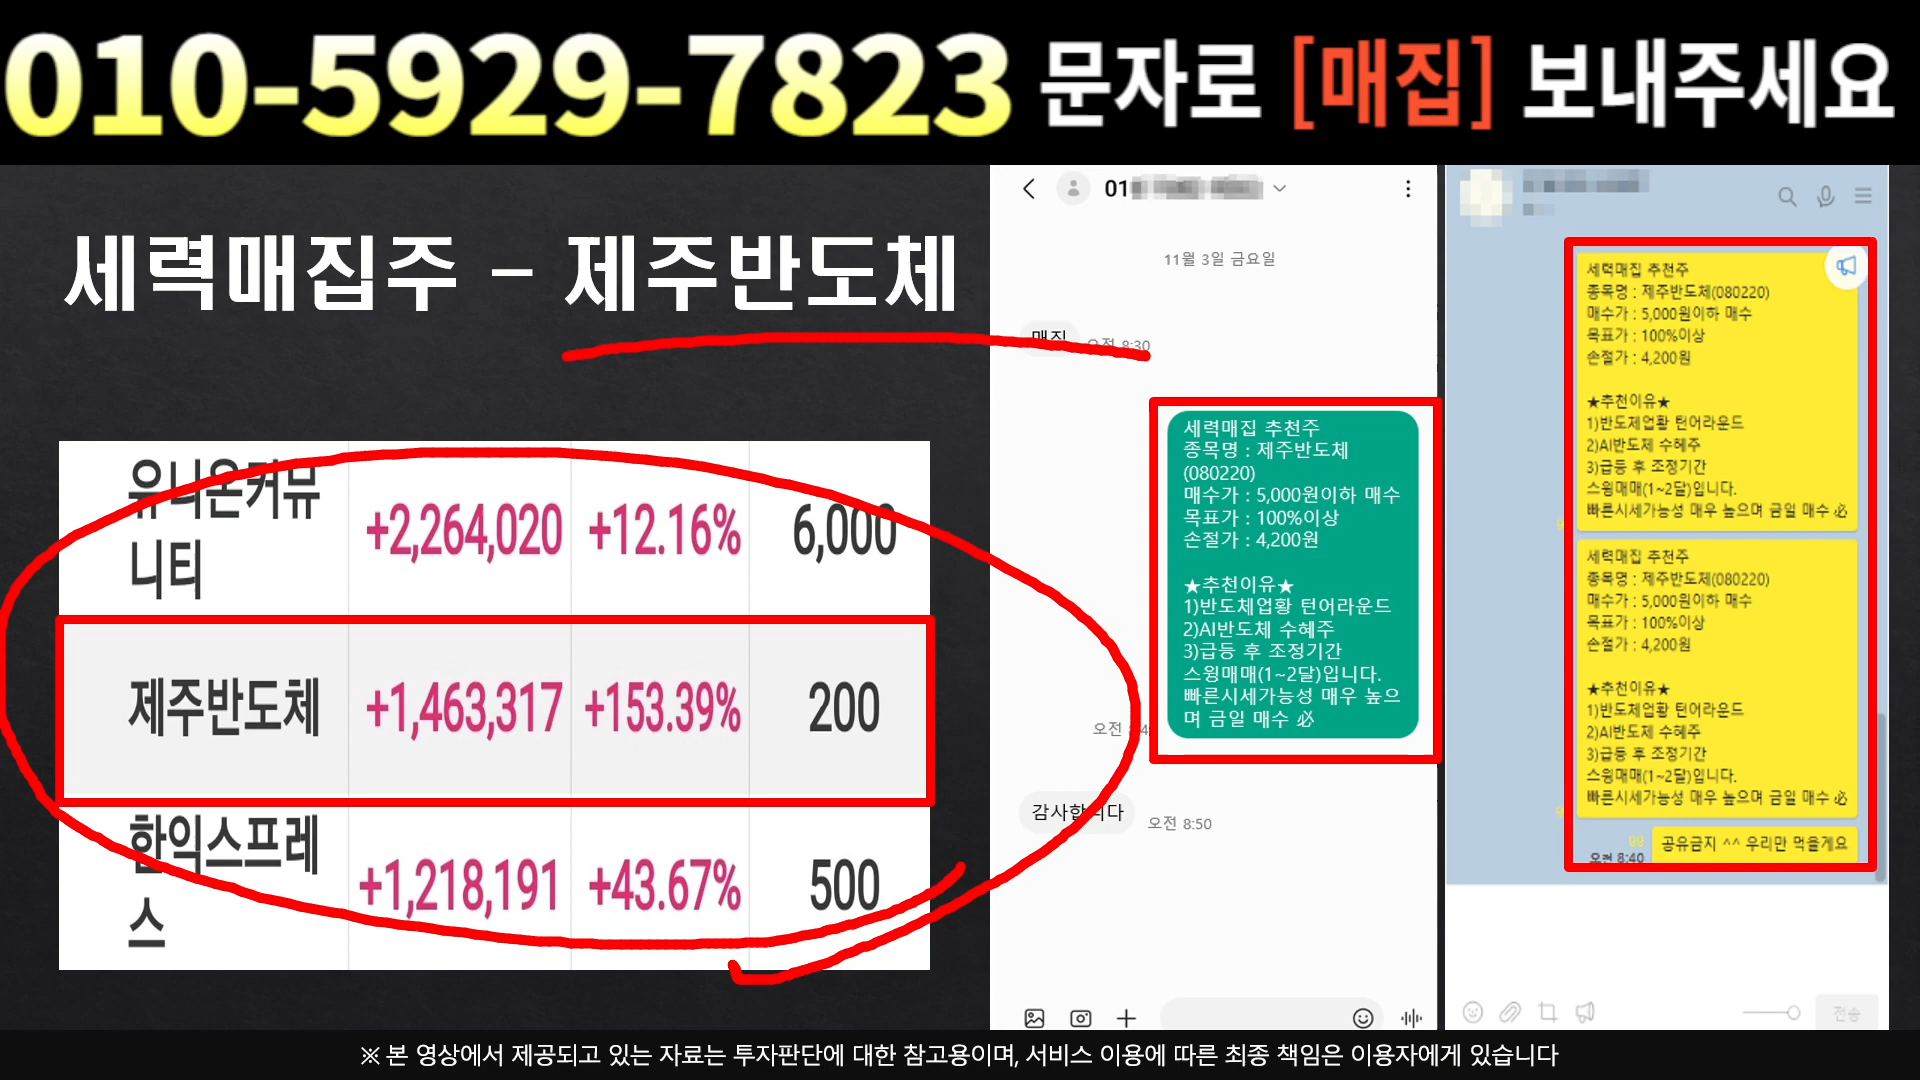 010-5929-7823 문자로 [매집] 보내주세요
세력매집주 - 제주반도체
유니온커뮤
니티
+2,264,020 +12.16% 6,000
제주반도체 +1,463,317 +153.39% 200
한익스프레
스
+1,218,191 +43.67% 500
01
11월 3일 금요일
매집 오전 8:30
세력매집 추천주
종목명 : 제주반도체
(080220)
매수가 : 5,000원이하 매수
목표가 : 100%이상
손절가 : 4,200원
★추천이유★
1)반도체업황 턴어라운드
2)AI반도체 수혜주
3)급등 후 조정기간
스윙매매(1~2달)입니다.
빠른시세가능성 매우 높으
며 금일 매수 必
오전
감사합니다 오전 8:50
세력매집 추천주
종목명 : 제주반도체(080220)
매수가 : 5,000원이하 매수
목표가 : 100%이상
손절가 : 4,200원
★추천이유★
1)반도체업황 턴어라운드
2)AI반도체 수혜주
3)급등 후 조정기간
스윙매매(1~2달)입니다.
빠른시세가능성 매우 높으며 금일 매수 必
세력매집 추천주
종목명 : 제주반도체(080220)
매수가 : 5,000원이하 매수
목표가 : 100%이상
손절가 : 4,200원
★추천이유★
1)반도체업황 턴어라운드
2)AI반도체 수혜주
3)급등 후 조정기간
스윙매매(1~2달)입니다.
빠른시세가능성 매우 높으며 금일 매수 必
오전 8:40 공유금지 ^^ 우리만 먹을게요
전송
※ 본 영상에서 제공되고 있는 자료는 투자판단에 대한 참고용이며, 서비스 이용에 따른 최종 책임은 이용자에게 있습니다